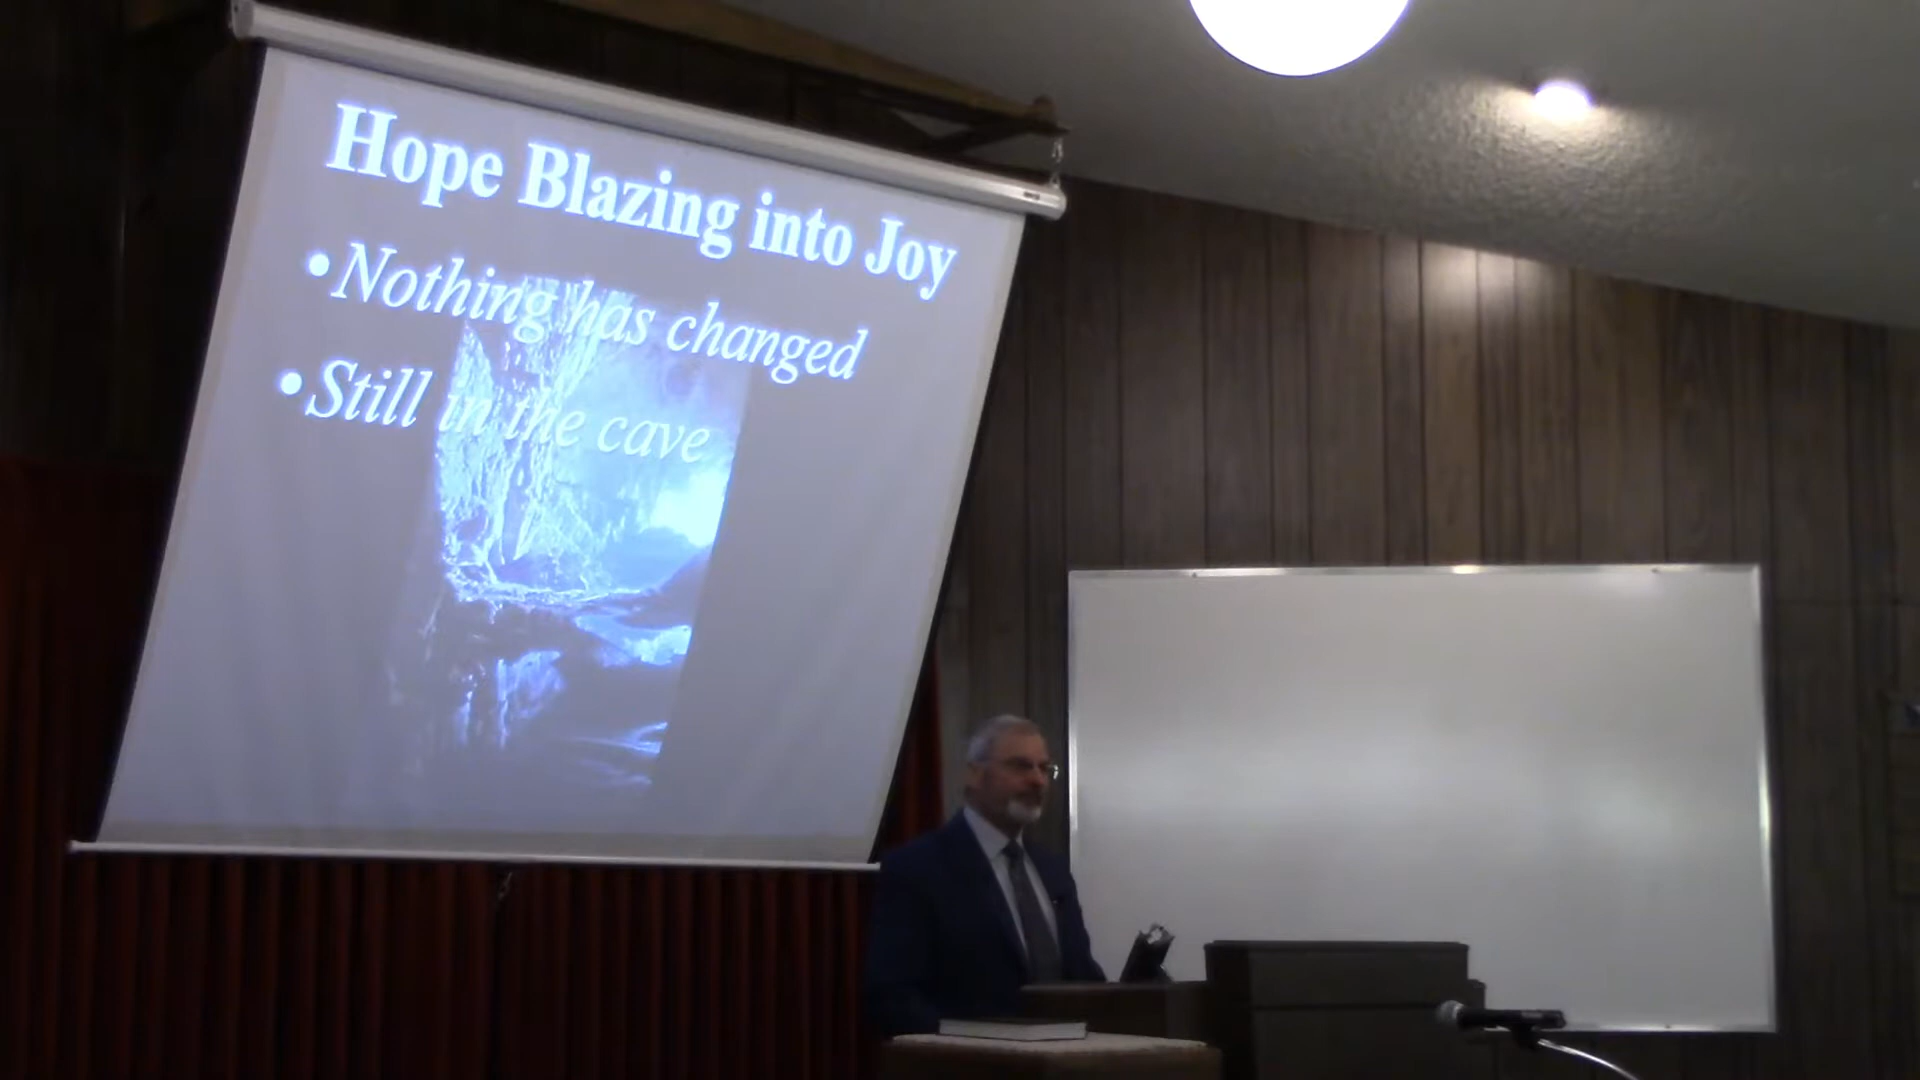 Hope Blazing into Joy
• Nothing has changed
• Still in the cave